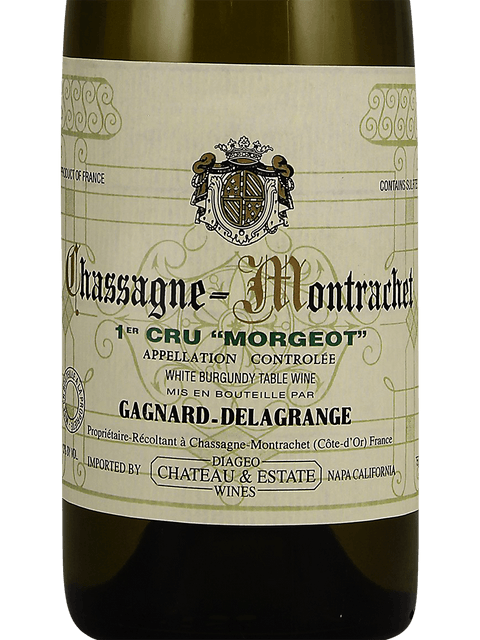 PRODUCT OF FRANCE
CONTAINS
Chassagne-Montrachet
1ER CRU "MORGEOT"
APPELLATION CONTROLÉE
WHITE BURGUNDY TABLE WINE
MIS EN BOUTEILLE PAR
GAGNARD-DELAGRANGE
Propriétaire-Récoltant à Chassagne-Montrachet (Côte-d'Or) France
DIAGEO
IMPORTED BY CHATEAU & ESTATE NAPA CALIFORNIA
WINES